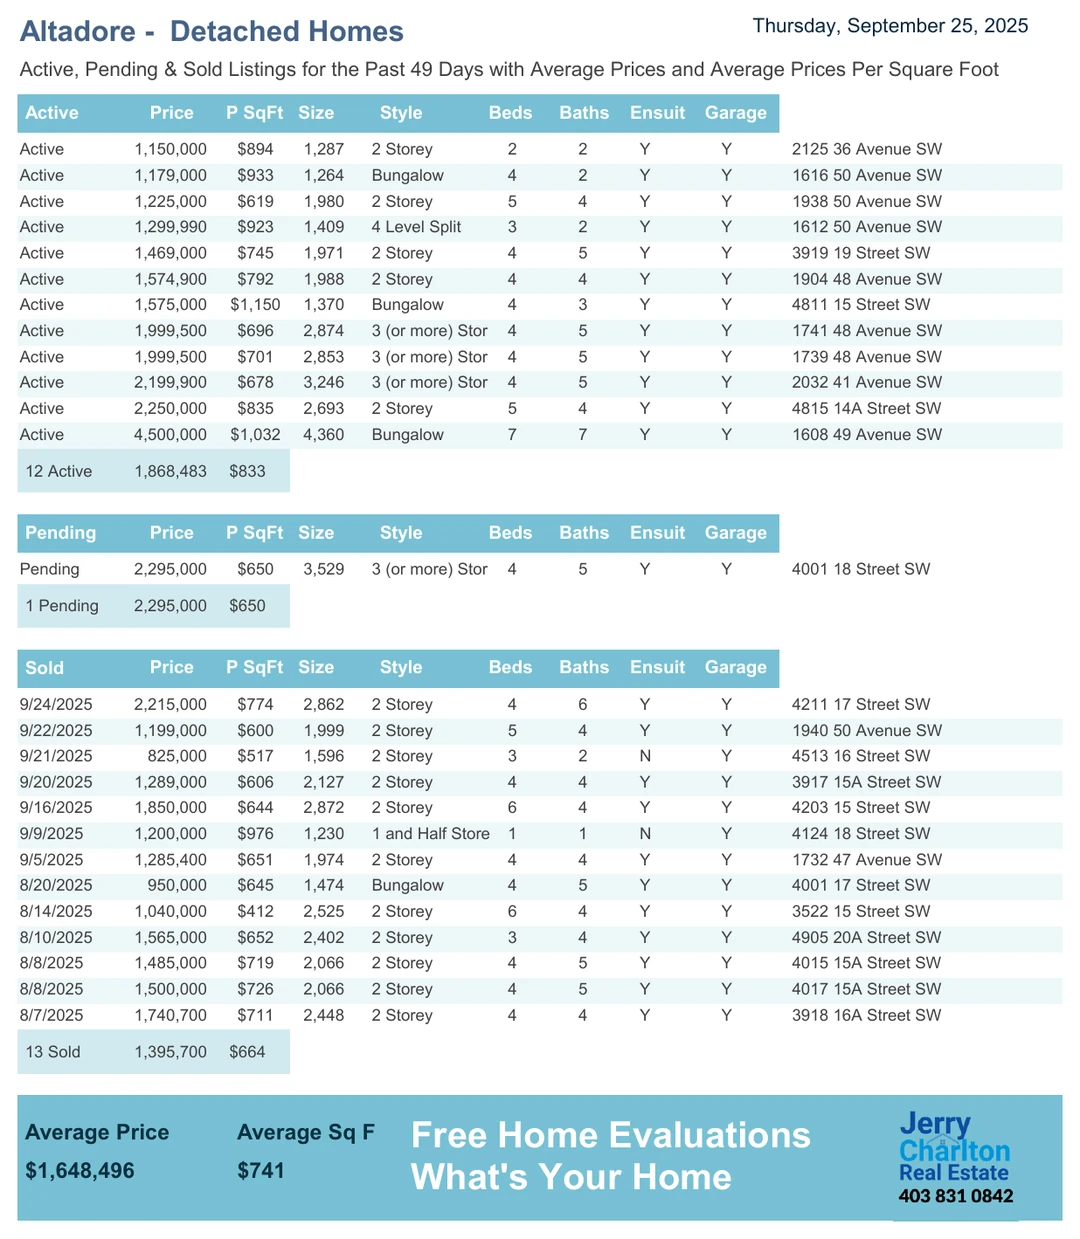 Altadore -  Detached Homes
Thursday, September 25, 2025
Active, Pending & Sold Listings for the Past 49 Days with Average Prices and Average Prices Per Square Foot
Active Price P SqFt Size Style Beds Baths Ensuit Garage
Active 1,150,000 $894 1,287 2 Storey 2 2 Y Y 2125 36 Avenue SW
Active 1,179,000 $933 1,264 Bungalow 4 2 Y Y 1616 50 Avenue SW
Active 1,225,000 $619 1,980 2 Storey 5 4 Y Y 1938 50 Avenue SW
Active 1,299,990 $923 1,409 4 Level Split 3 2 Y Y 1612 50 Avenue SW
Active 1,469,000 $745 1,971 2 Storey 4 5 Y Y 3919 19 Street SW
Active 1,574,900 $792 1,988 2 Storey 4 4 Y Y 1904 48 Avenue SW
Active 1,575,000 $1,150 1,370 Bungalow 4 3 Y Y 4811 15 Street SW
Active 1,999,500 $696 2,874 3 (or more) Stor 4 5 Y Y 1741 48 Avenue SW
Active 1,999,500 $701 2,853 3 (or more) Stor 4 5 Y Y 1739 48 Avenue SW
Active 2,199,900 $678 3,246 3 (or more) Stor 4 5 Y Y 2032 41 Avenue SW
Active 2,250,000 $835 2,693 2 Storey 5 4 Y Y 4815 14A Street SW
Active 4,500,000 $1,032 4,360 Bungalow 7 7 Y Y 1608 49 Avenue SW
12 Active 1,868,483 $833
Pending Price P SqFt Size Style Beds Baths Ensuit Garage
Pending 2,295,000 $650 3,529 3 (or more) Stor 4 5 Y Y 4001 18 Street SW
1 Pending 2,295,000 $650
Sold Price P SqFt Size Style Beds Baths Ensuit Garage
9/24/2025 2,215,000 $774 2,862 2 Storey 4 6 Y Y 4211 17 Street SW
9/22/2025 1,199,000 $600 1,999 2 Storey 5 4 Y Y 1940 50 Avenue SW
9/21/2025 825,000 $517 1,596 2 Storey 3 2 N Y 4513 16 Street SW
9/20/2025 1,289,000 $606 2,127 2 Storey 4 4 Y Y 3917 15A Street SW
9/16/2025 1,850,000 $644 2,872 2 Storey 6 4 Y Y 4203 15 Street SW
9/9/2025 1,200,000 $976 1,230 1 and Half Store 1 1 N Y 4124 18 Street SW
9/5/2025 1,285,400 $651 1,974 2 Storey 4 4 Y Y 1732 47 Avenue SW
8/20/2025 950,000 $645 1,474 Bungalow 4 5 Y Y 4001 17 Street SW
8/14/2025 1,040,000 $412 2,525 2 Storey 6 4 Y Y 3522 15 Street SW
8/10/2025 1,565,000 $652 2,402 2 Storey 3 4 Y Y 4905 20A Street SW
8/8/2025 1,485,000 $719 2,066 2 Storey 4 5 Y Y 4015 15A Street SW
8/8/2025 1,500,000 $726 2,066 2 Storey 4 5 Y Y 4017 15A Street SW
8/7/2025 1,740,700 $711 2,448 2 Storey 4 4 Y Y 3918 16A Street SW
13 Sold 1,395,700 $664
Average Price Average Sq F
$1,648,496 $741
Free Home Evaluations
What's Your Home
Jerry
Charlton
Real Estate
403 831 0842